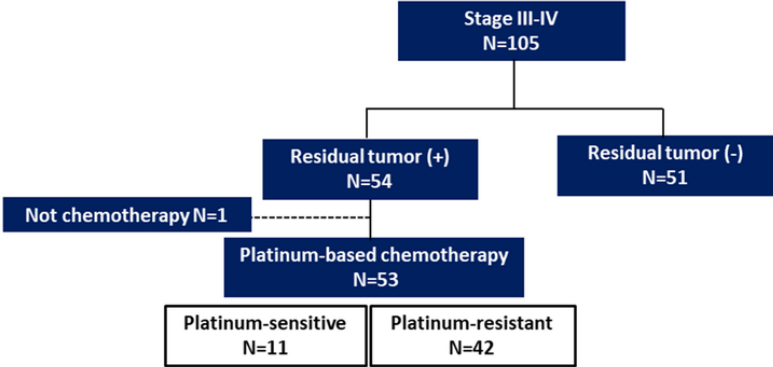 Stage III-IV
N=105
Residual tumor (+)
N=54
Residual tumor (-)
N=51
Not chemotherapy N=1
Platinum-based chemotherapy
N=53
Platinum-sensitive
N=11
Platinum-resistant
N=42